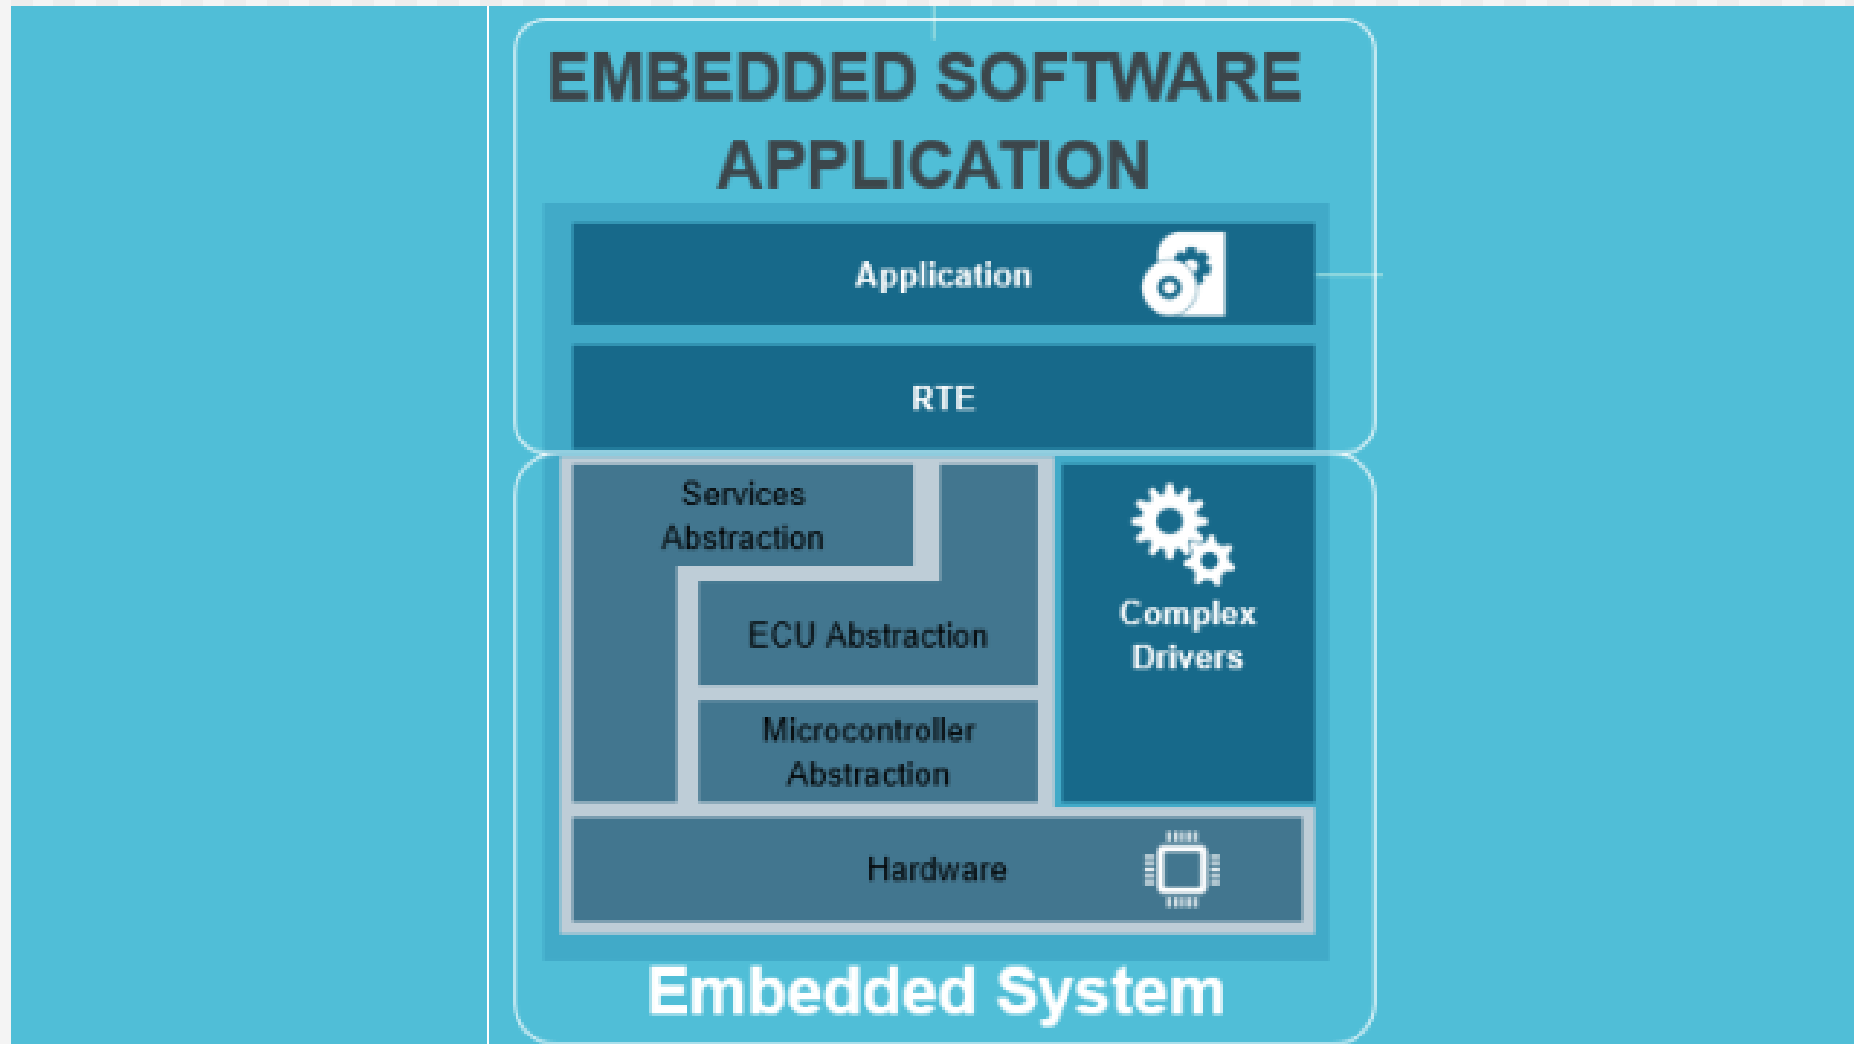 EMBEDDED SOFTWARE
APPLICATION
Application
RTE
Services
Abstraction
ECU Abstraction
Microcontroller
Abstraction
Complex
Drivers
Hardware
Embedded System